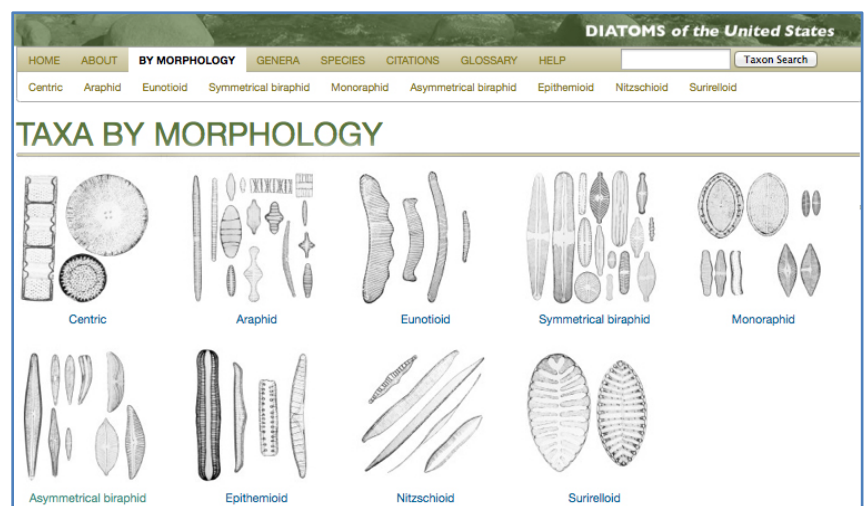 DIATOMS of the United States
HOME ABOUT BY MORPHOLOGY GENERA SPECIES CITATIONS GLOSSARY HELP Taxon Search
Centric Araphid Eunotioid Symmetrical biraphid Monoraphid Asymmetrical biraphid Epithemioid Nitzschioid Surirelloid
TAXA BY MORPHOLOGY
Centric Araphid Eunotioid Symmetrical biraphid Monoraphid
Asymmetrical biraphid Epithemioid Nitzschioid Surirelloid